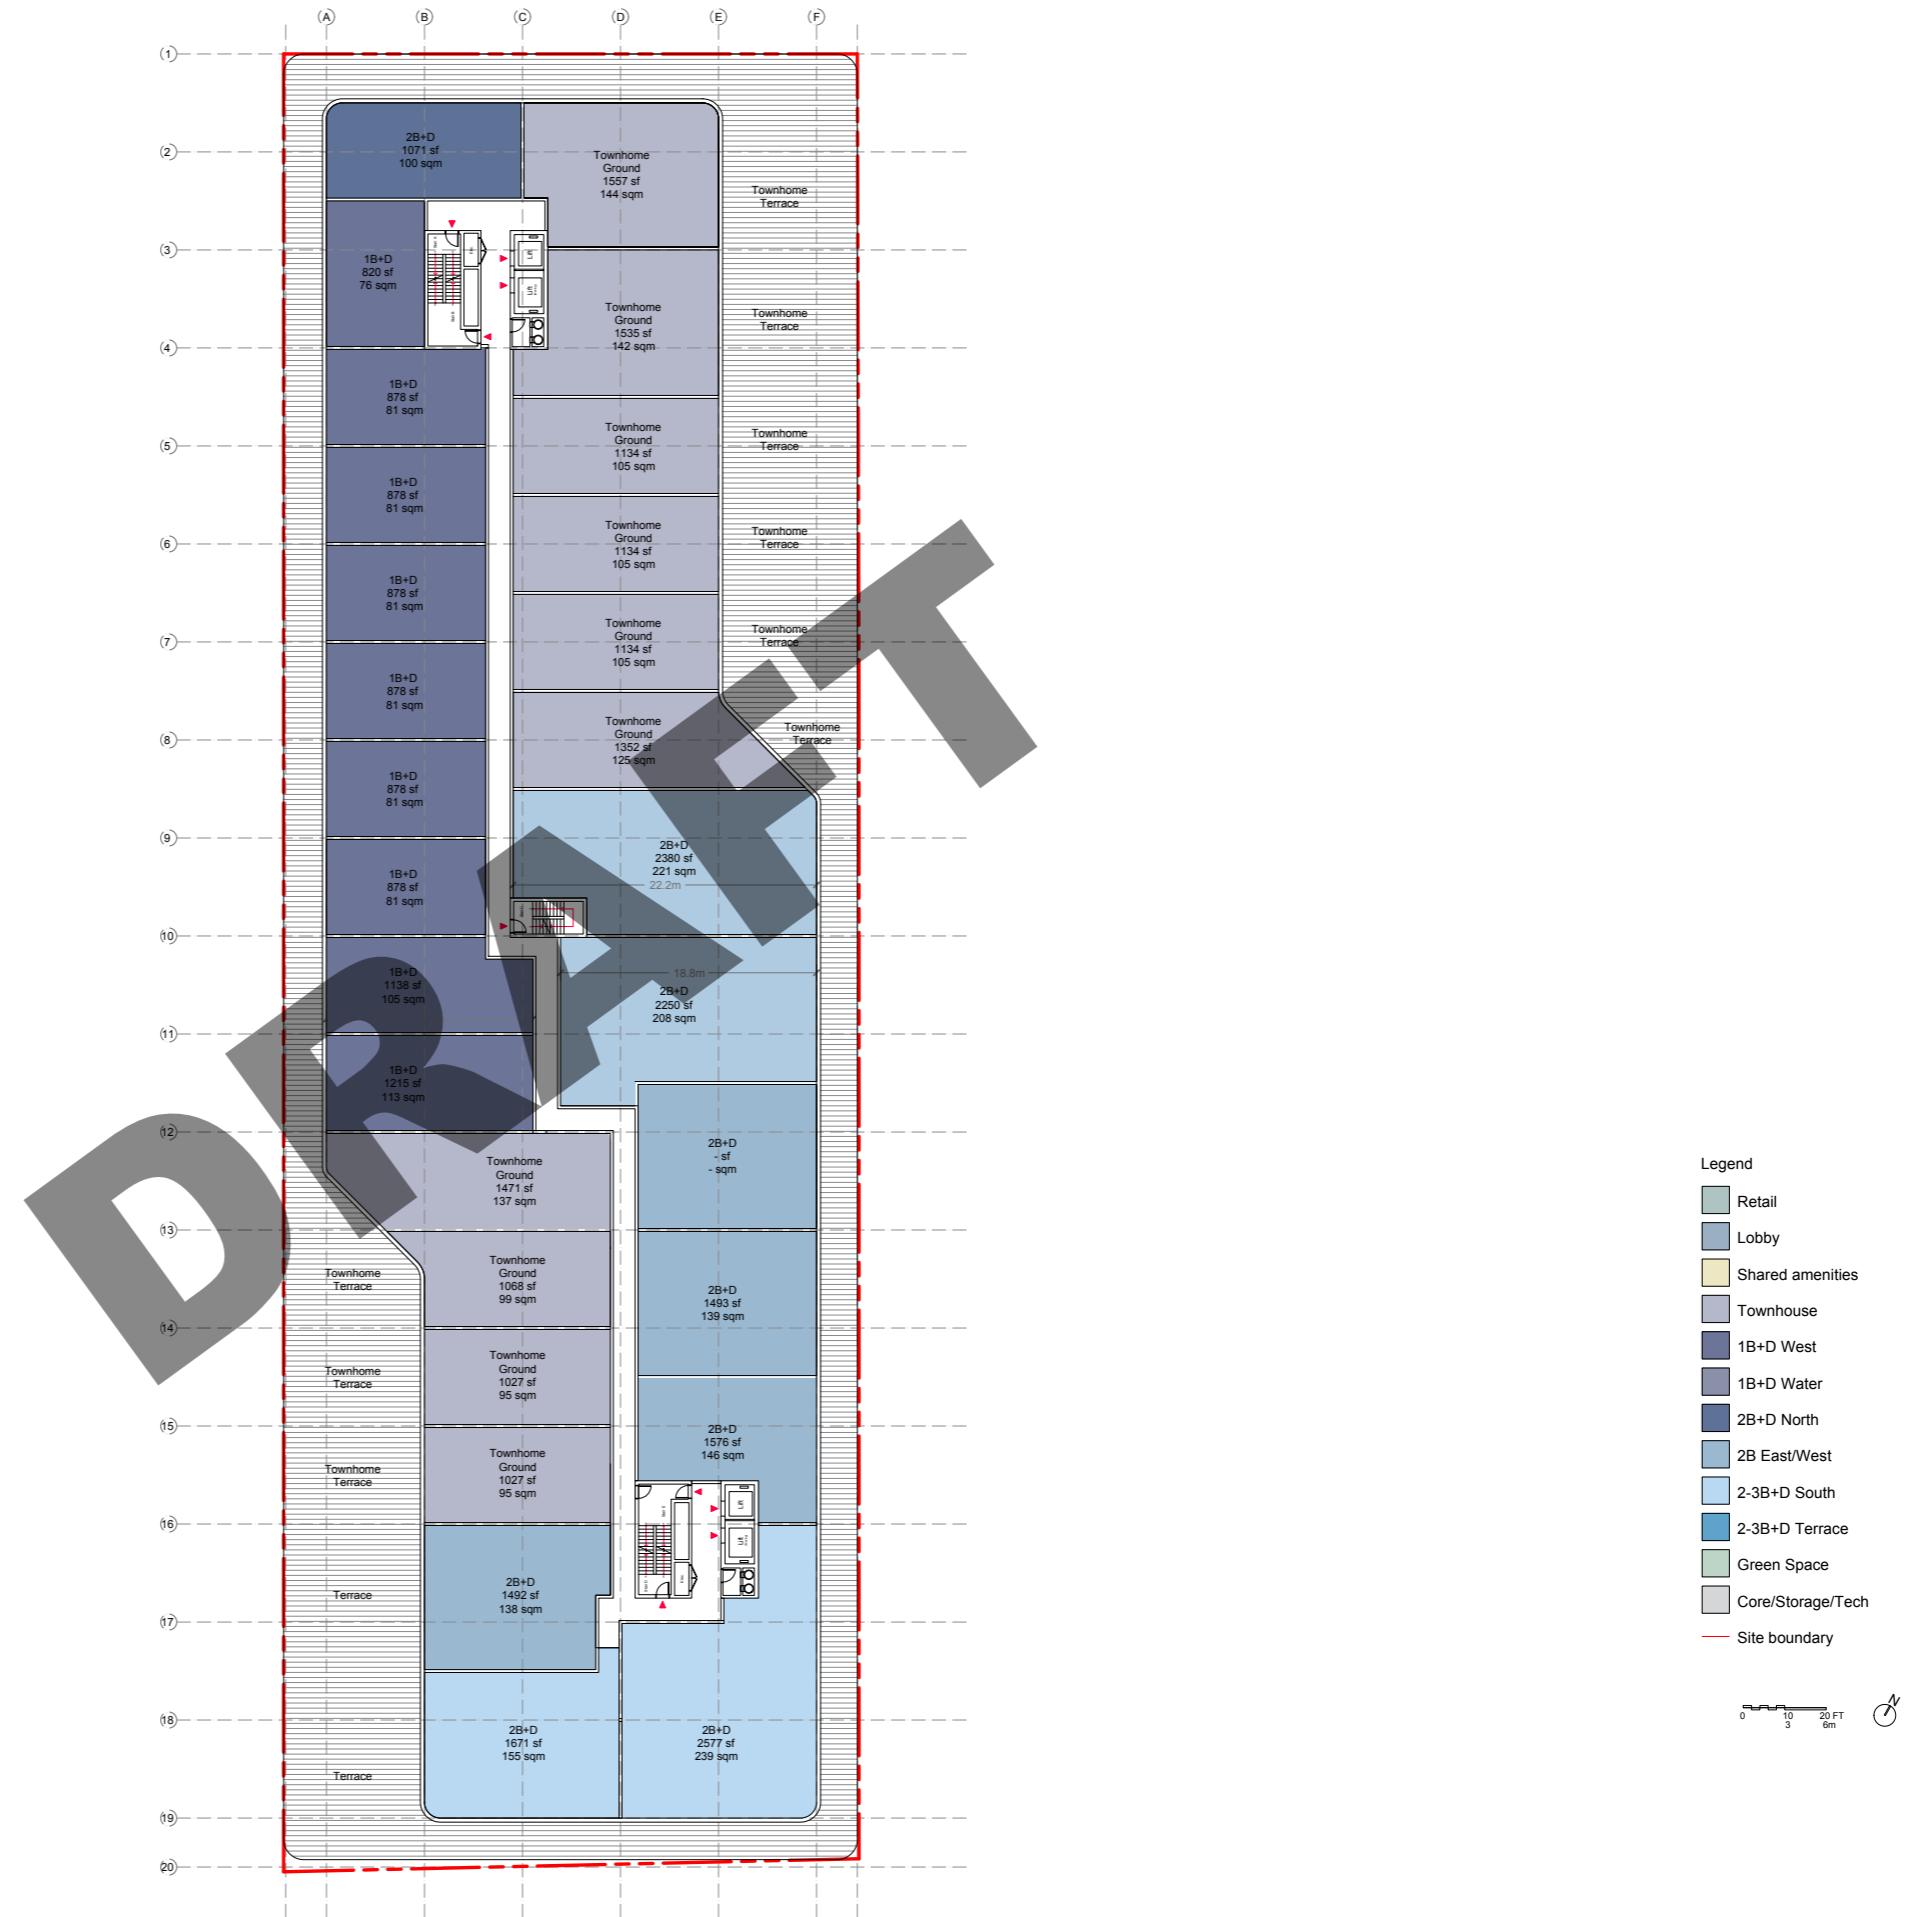 A B C D E F
1
2B+D
1071 sf
100 sqm
2
Townhome
Ground
1557 sf
144 sqm
Townhome
Terrace
3
Lift
Lift
1B+D
820 sf
76 sqm
Townhome
Ground
1535 sf
142 sqm
Townhome
Terrace
4
1B+D
878 sf
81 sqm
Townhome
Ground
1134 sf
105 sqm
Townhome
Terrace
5
1B+D
878 sf
81 sqm
Townhome
Ground
1134 sf
105 sqm
Townhome
Terrace
6
1B+D
878 sf
81 sqm
Townhome
Ground
1134 sf
105 sqm
Townhome
Terrace
7
1B+D
878 sf
81 sqm
Townhome
Ground
1352 sf
125 sqm
Townhome
Terrace
8
1B+D
878 sf
81 sqm
9
2B+D
2380 sf
221 sqm
22.2m
1B+D
878 sf
81 sqm
10
1B+D
1138 sf
105 sqm
18.8m
2B+D
2250 sf
208 sqm
11
1B+D
1215 sf
113 sqm
12
2B+D
- sf
- sqm
Townhome
Ground
1471 sf
137 sqm
13
Townhome
Terrace
Townhome
Ground
1068 sf
99 sqm
2B+D
1493 sf
139 sqm
14
Townhome
Terrace
Townhome
Ground
1027 sf
95 sqm
15
2B+D
1576 sf
146 sqm
Townhome
Terrace
Townhome
Ground
1027 sf
95 sqm
Lift
Lift
16
Terrace
2B+D
1492 sf
138 sqm
17
18
2B+D
1671 sf
155 sqm
2B+D
2577 sf
239 sqm
Terrace
19
20
DRAFT
Legend
Retail
Lobby
Shared amenities
Townhouse
1B+D West
1B+D Water
2B+D North
2B East/West
2-3B+D South
2-3B+D Terrace
Green Space
Core/Storage/Tech
Site boundary
0 10 20 FT
3 6m
N